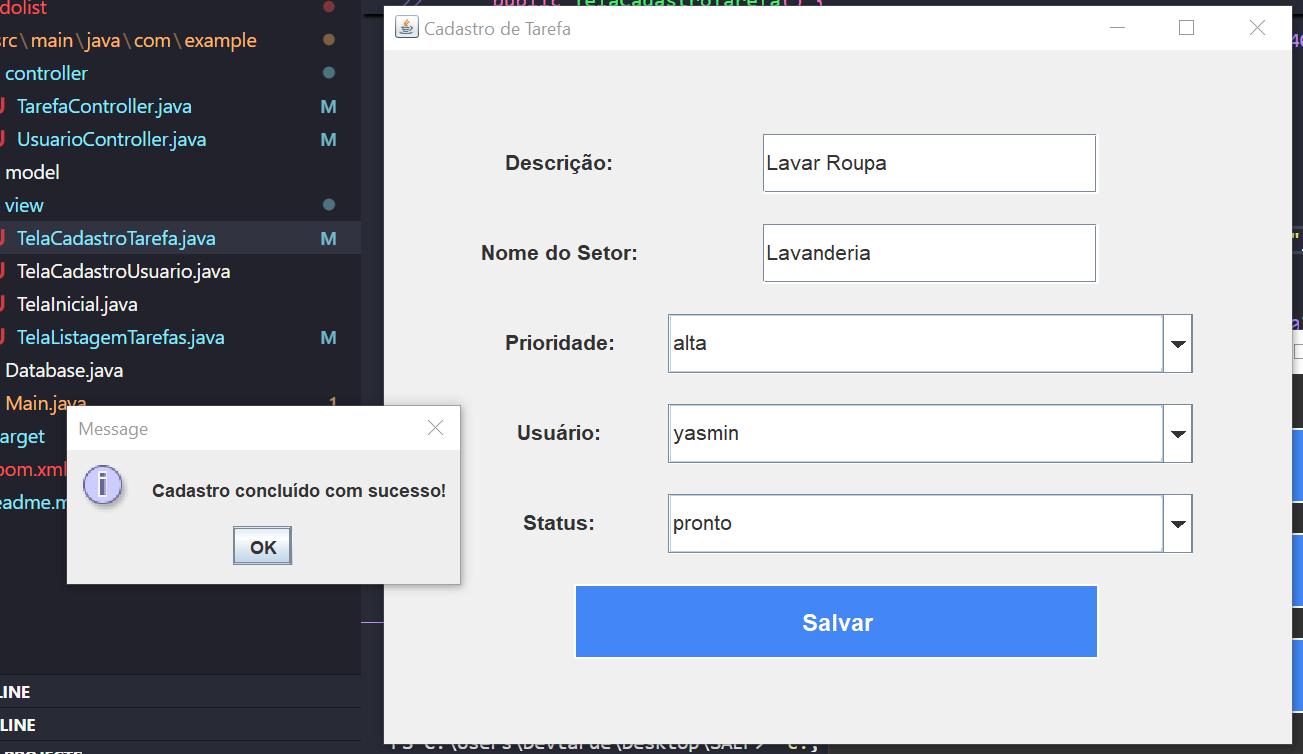 dolist
src\main\java\com\example
controller
TarefaController.java M
UsuarioController.java M
model
view
TelaCadastroTarefa.java M
TelaCadastroUsuario.java
TelaInicial.java
TelaListagemTarefas.java M
Database.java
Main.java 1
arget
pom.xml
eadme.m
LINE
LINE
Cadastro de Tarefa
Descrição: Lavar Roupa
Nome do Setor: Lavanderia
Prioridade: alta
Usuário: yasmin
Status: pronto
Salvar
Message
Cadastro concluído com sucesso!
OK